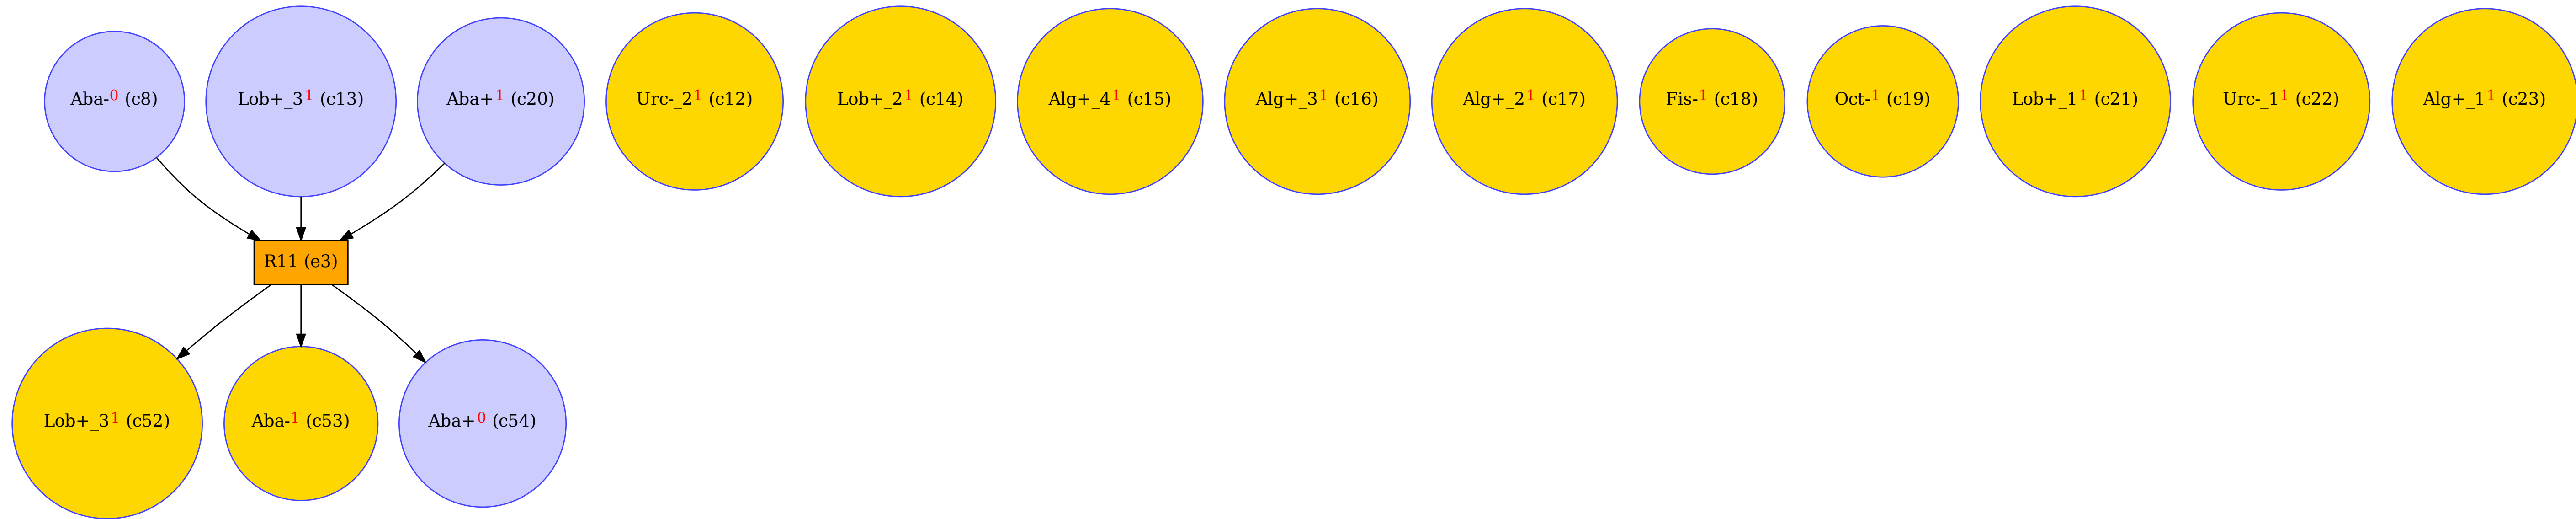 Aba-0 (c8)
Lob+_31 (c13)
Aba+1 (c20)
Urc-_21 (c12)
Lob+_21 (c14)
Alg+_41 (c15)
Alg+_31 (c16)
Alg+_21 (c17)
Fis-1 (c18)
Oct-1 (c19)
Lob+_11 (c21)
Urc-_11 (c22)
Alg+_11 (c23)
R11 (e3)
Lob+_31 (c52)
Aba-1 (c53)
Aba+0 (c54)